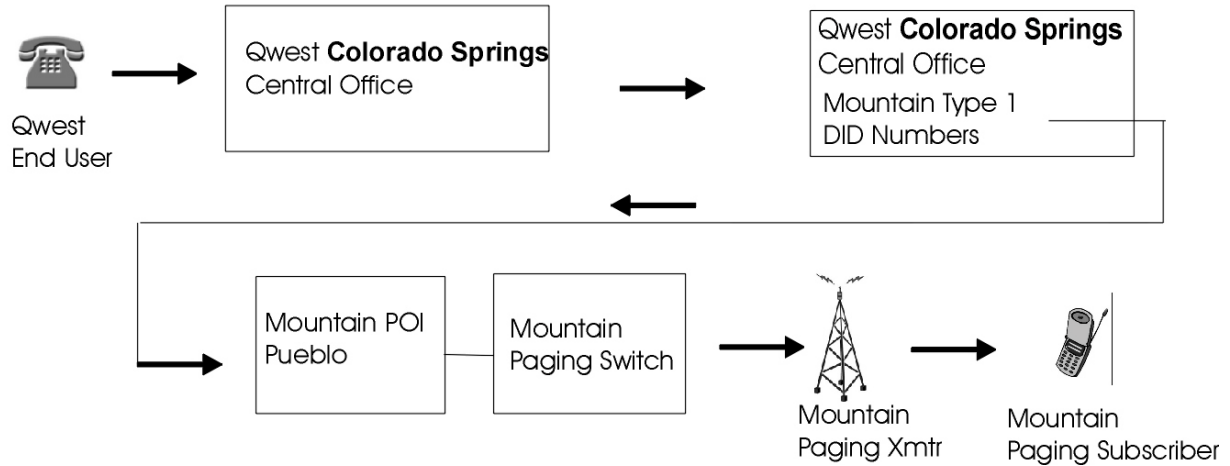 Qwest
End User
Qwest Colorado Springs
Central Office
Qwest Colorado Springs
Central Office
Mountain Type 1
DID Numbers
Mountain POI
Pueblo
Mountain
Paging Switch
Mountain
Paging Xmtr
Mountain
Paging Subscriber